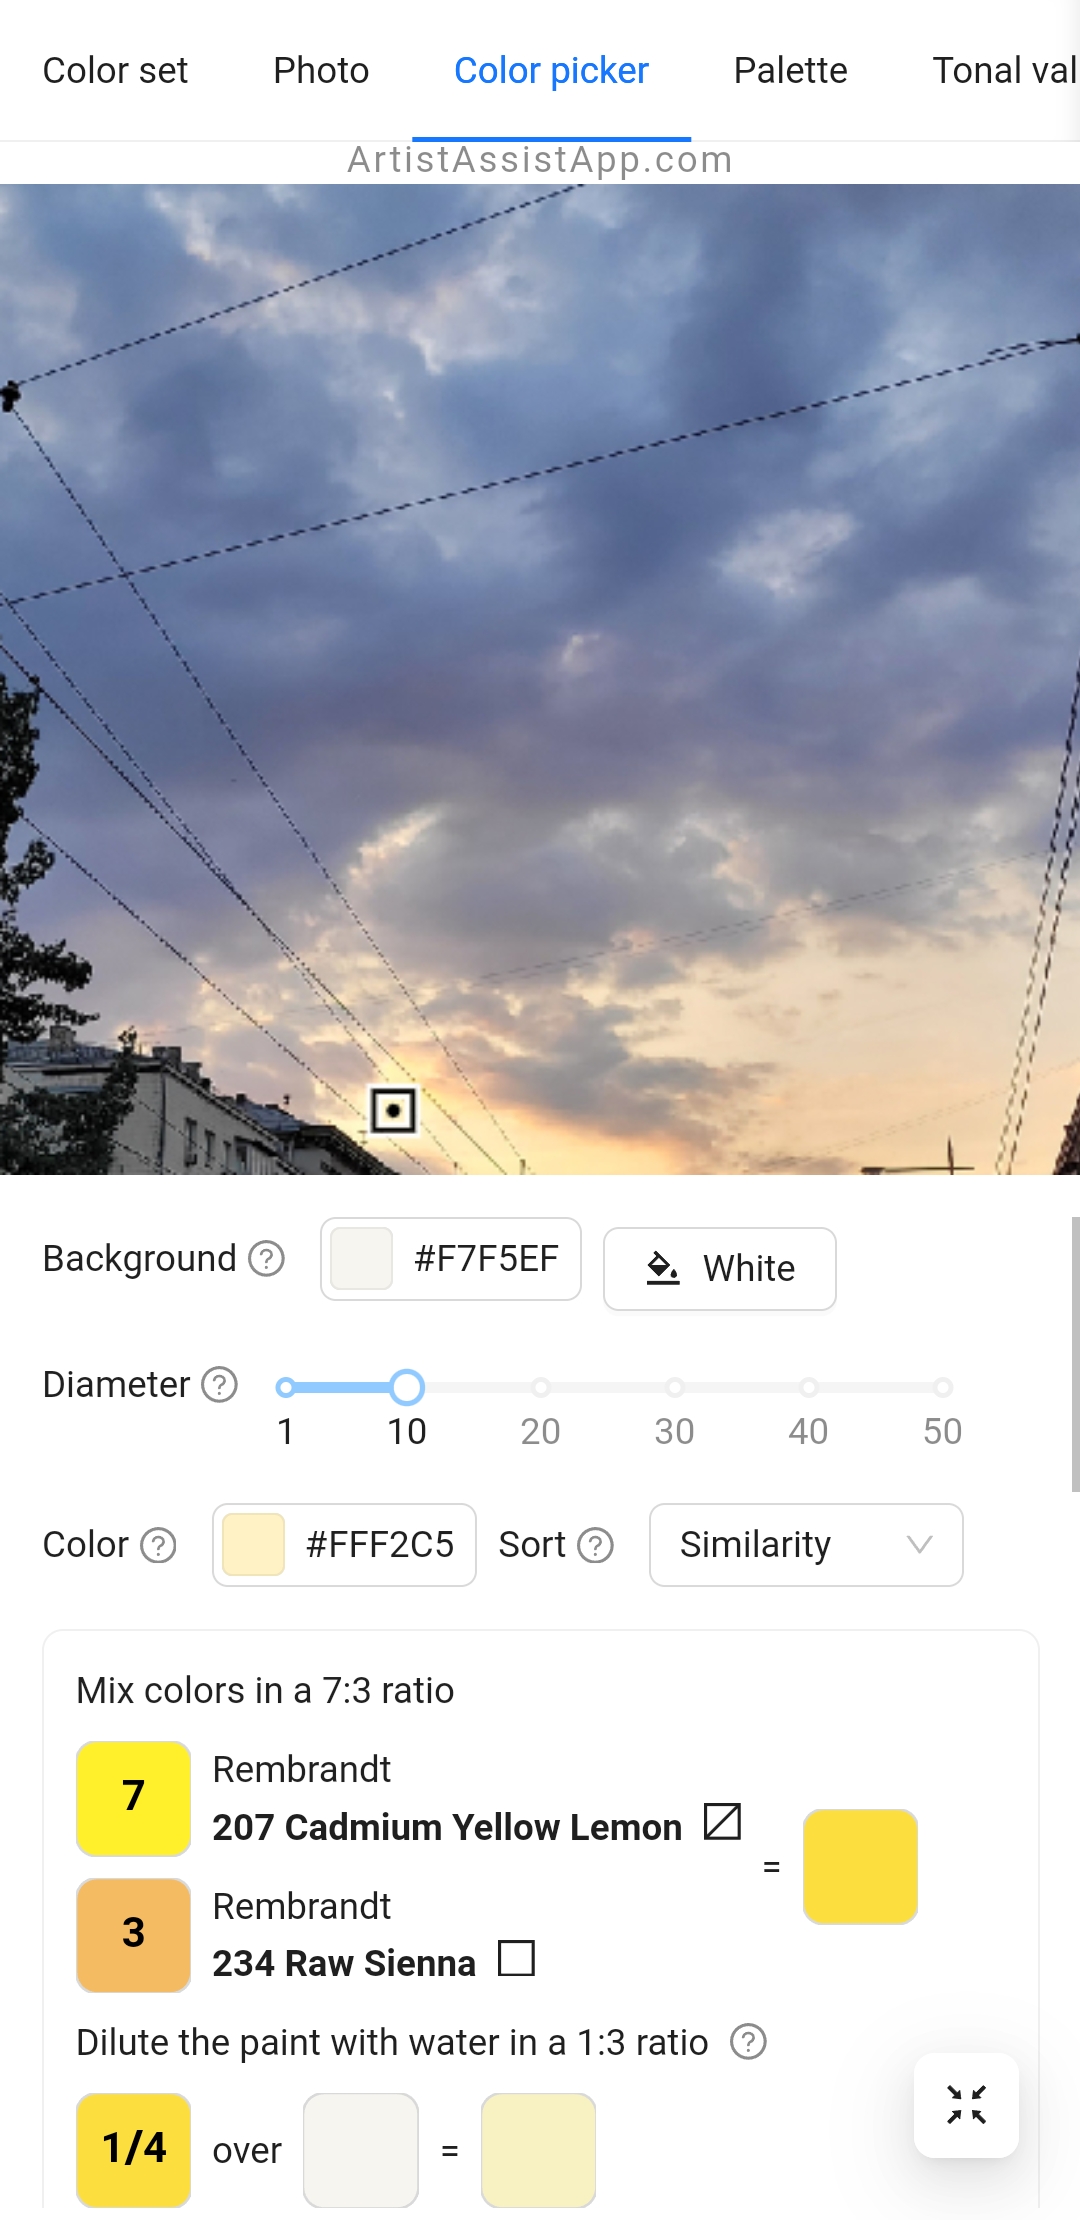 Color set Photo Color picker Palette Tonal val
ArtistAssistApp.com
Background ? #F7F5EF White
Diameter ?
1 10 20 30 40 50
Color ? #FFF2C5 Sort ? Similarity
Mix colors in a 7:3 ratio
7 Rembrandt
207 Cadmium Yellow Lemon
=
3 Rembrandt
234 Raw Sienna
Dilute the paint with water in a 1:3 ratio ?
1/4 over =